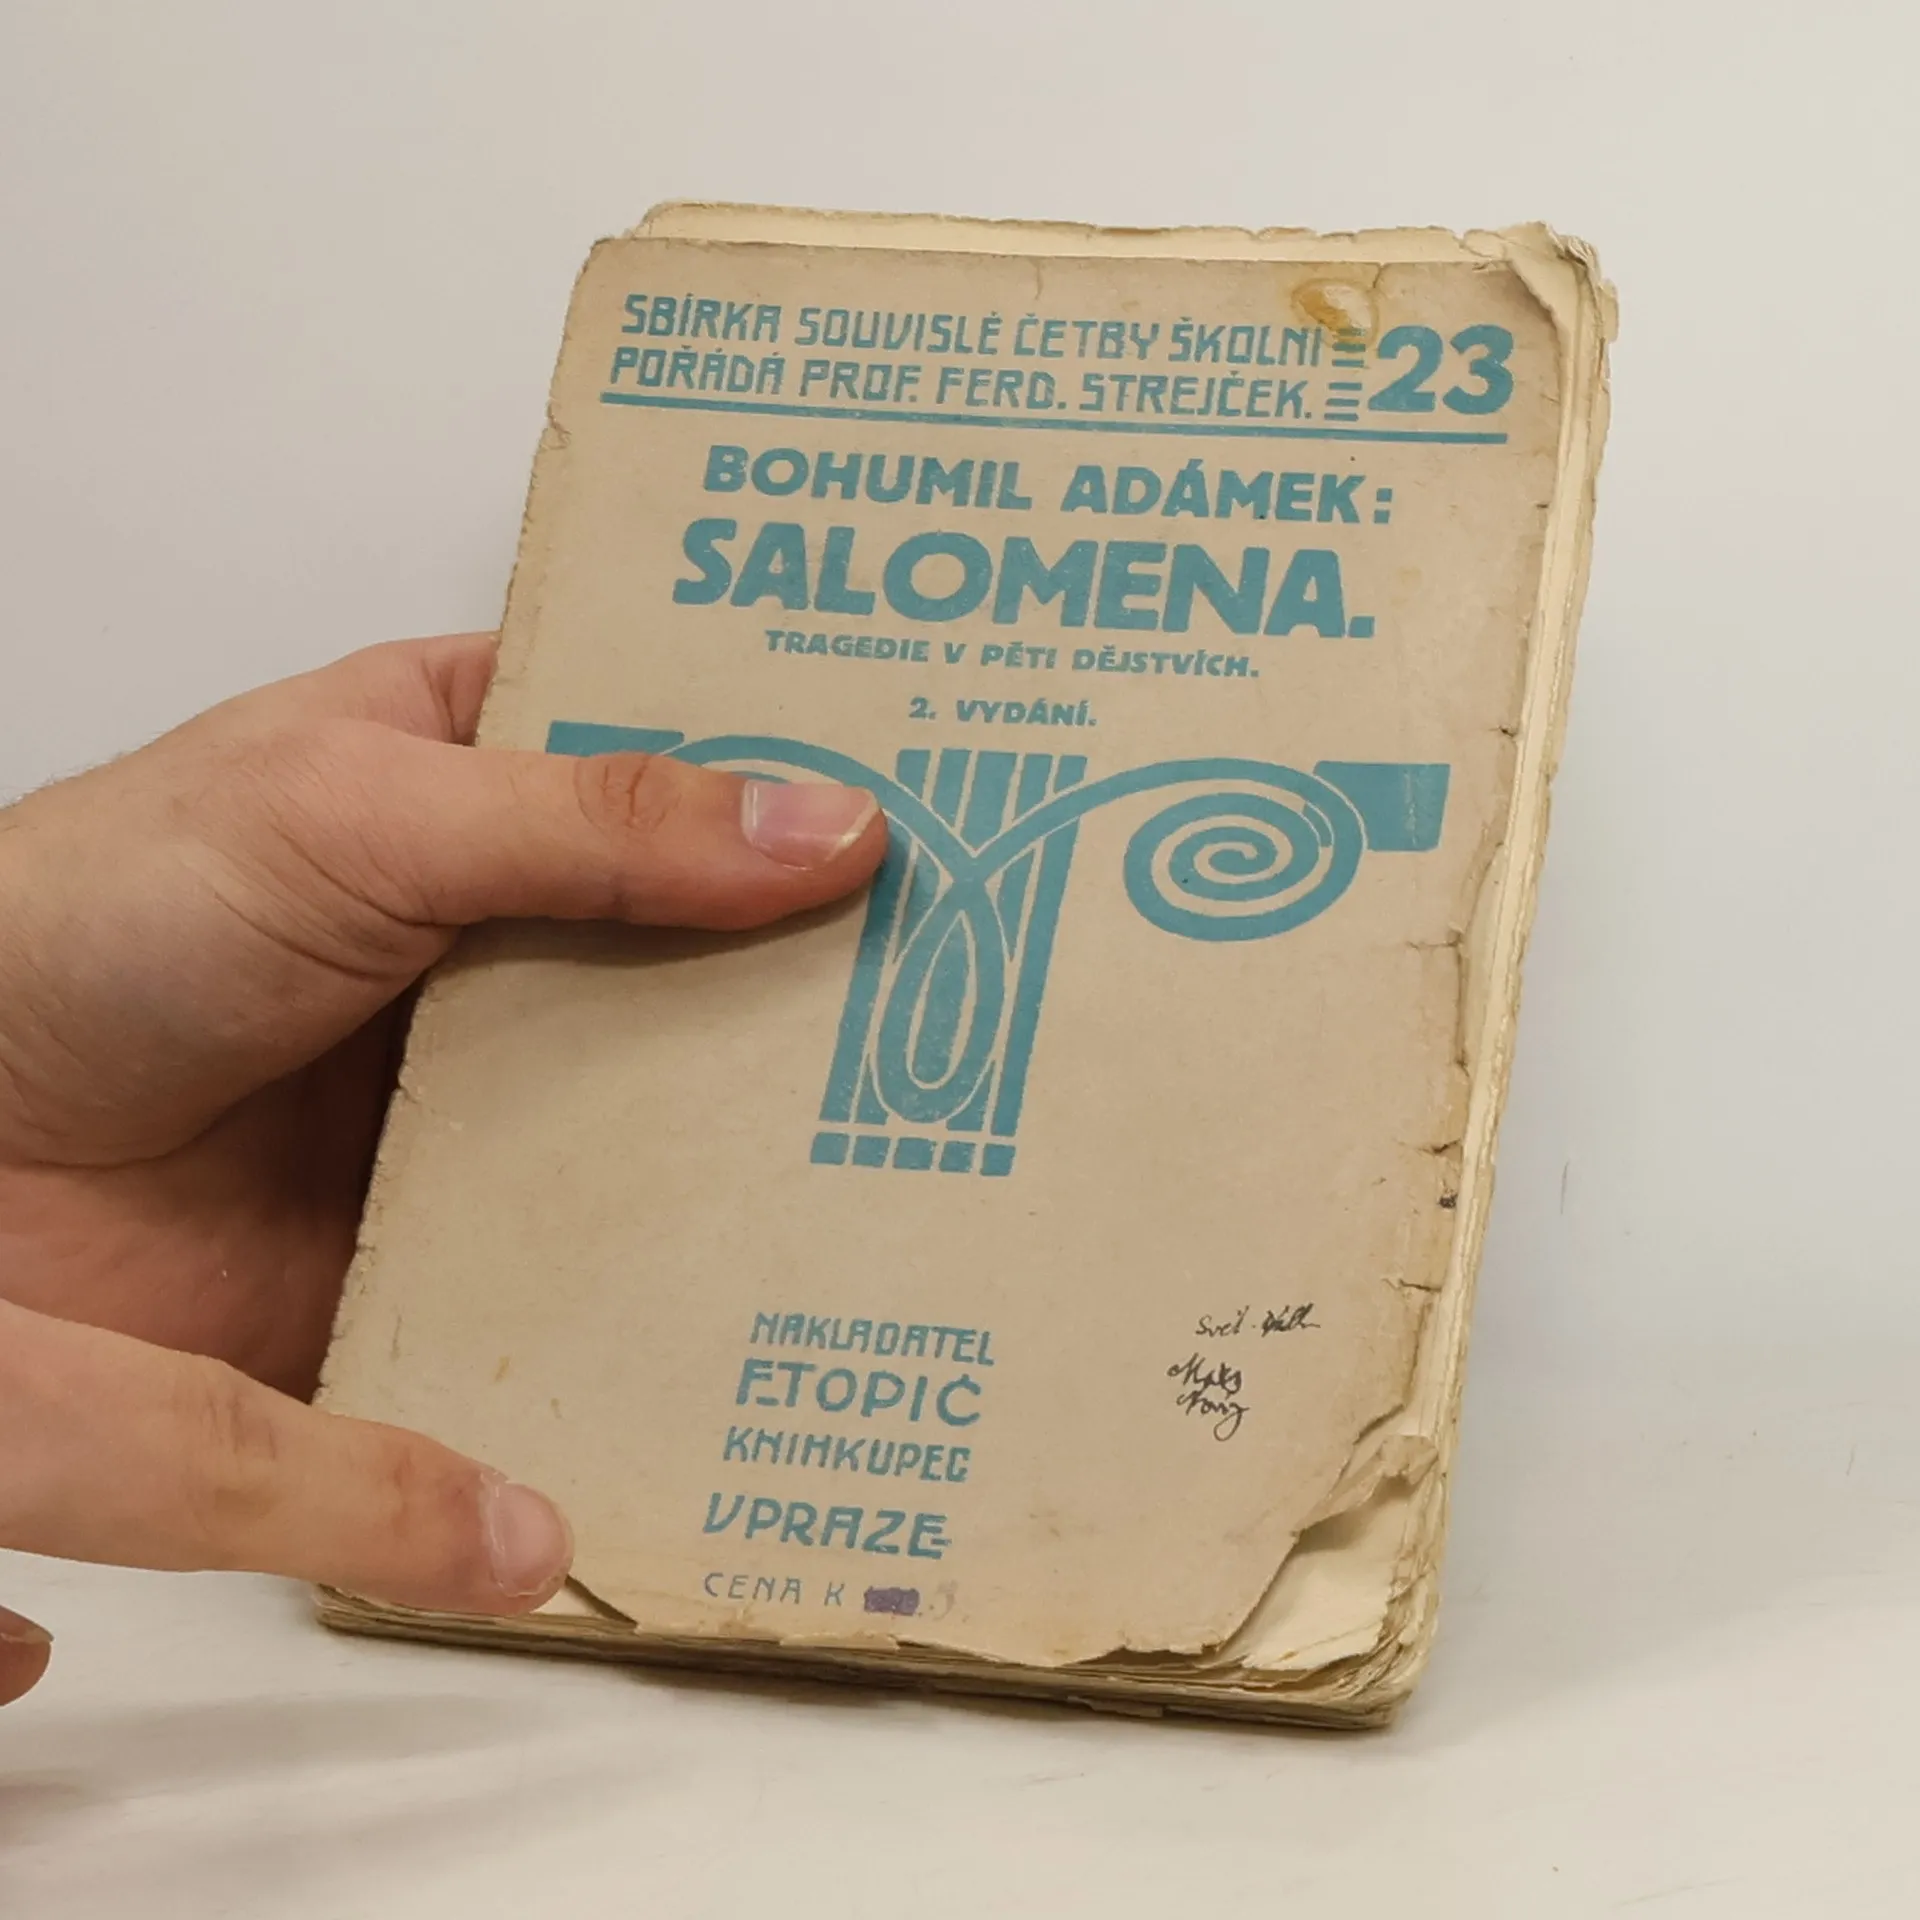 SBÍRKA SOUVISLÉ ČETBY ŠKOLNÍ
POŘÁDÁ PROF. FERD. STREJČEK. 23
BOHUMIL ADÁMEK:
SALOMENA.
TRAGEDIE V PĚTI DĚJSTVÍCH.
2. VYDÁNÍ.
NAKLADATEL
F. TOPIČ
KNIHKUPEC
V PRAZE
CENA K 3.